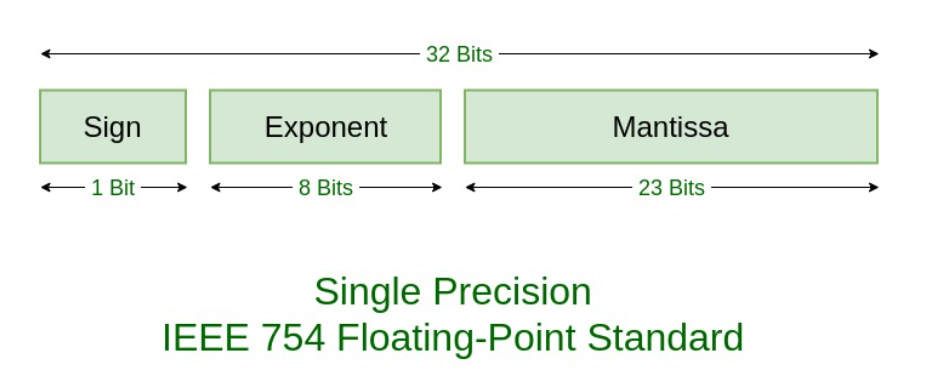 32 Bits
Sign
Exponent
Mantissa
1 Bit
8 Bits
23 Bits
Single Precision
IEEE 754 Floating-Point Standard